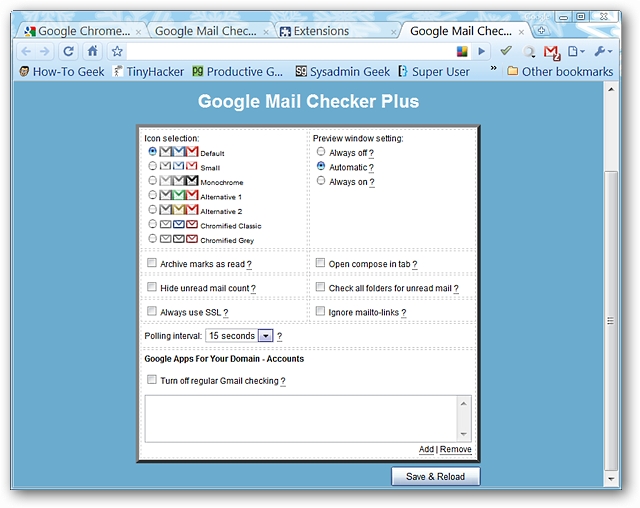 Google Chrome...
Google Mail Chec...
Extensions
Google Mail Chec...
How-To Geek
TinyHacker
Productive G...
Sysadmin Geek
Super User
»
Other bookmarks
Google Mail Checker Plus
Icon selection:
Default
Small
Monochrome
Alternative 1
Alternative 2
Chromified Classic
Chromified Grey
Preview window setting:
Always off ?
Automatic ?
Always on ?
Archive marks as read ?
Open compose in tab ?
Hide unread mail count ?
Check all folders for unread mail ?
Always use SSL ?
Ignore mailto-links ?
Polling interval: 15 seconds ?
Google Apps For Your Domain - Accounts
Turn off regular Gmail checking ?
Add | Remove
Save & Reload